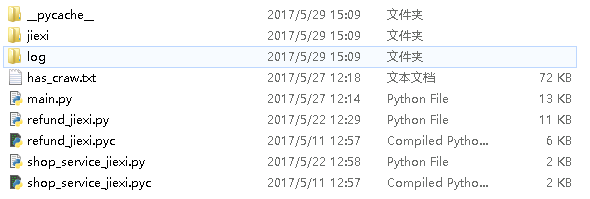 __pycache__ 2017/5/29 15:09 文件夹
jiexi 2017/5/29 15:09 文件夹
log 2017/5/29 15:09 文件夹
has_craw.txt 2017/5/27 12:18 文本文档 72 KB
main.py 2017/5/27 12:14 Python File 13 KB
refund_jiexi.py 2017/5/22 12:29 Python File 11 KB
refund_jiexi.pyc 2017/5/11 12:57 Compiled Pytho... 6 KB
shop_service_jiexi.py 2017/5/22 12:58 Python File 2 KB
shop_service_jiexi.pyc 2017/5/11 12:57 Compiled Pytho... 2 KB